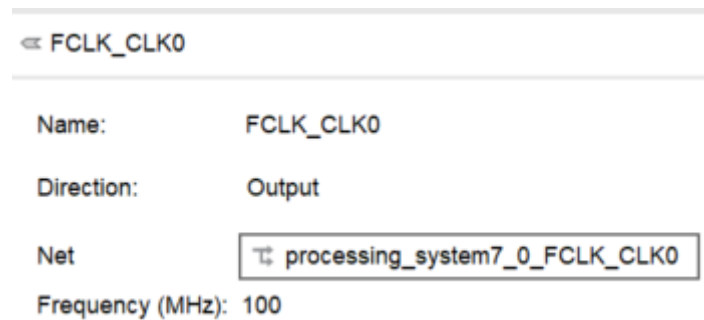 FCLK_CLK0
Name: FCLK_CLK0
Direction: Output
Net processing_system7_0_FCLK_CLK0
Frequency (MHz): 100